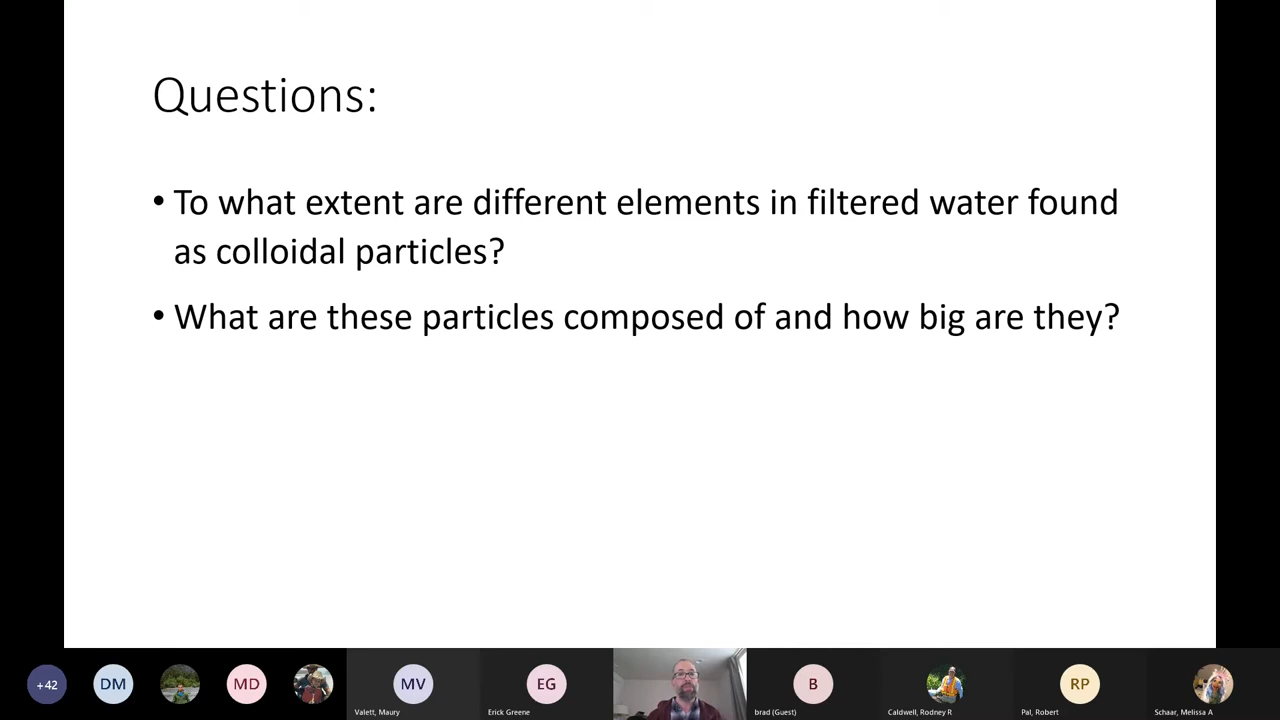 Questions:
• To what extent are different elements in filtered water found
as colloidal particles?
• What are these particles composed of and how big are they?
+42
DM
MD
MV
EG
B
RP
Valett, Maury
Erick Greene
brad (Guest)
Caldwell, Rodney R
Pal, Robert
Schaar, Melissa A